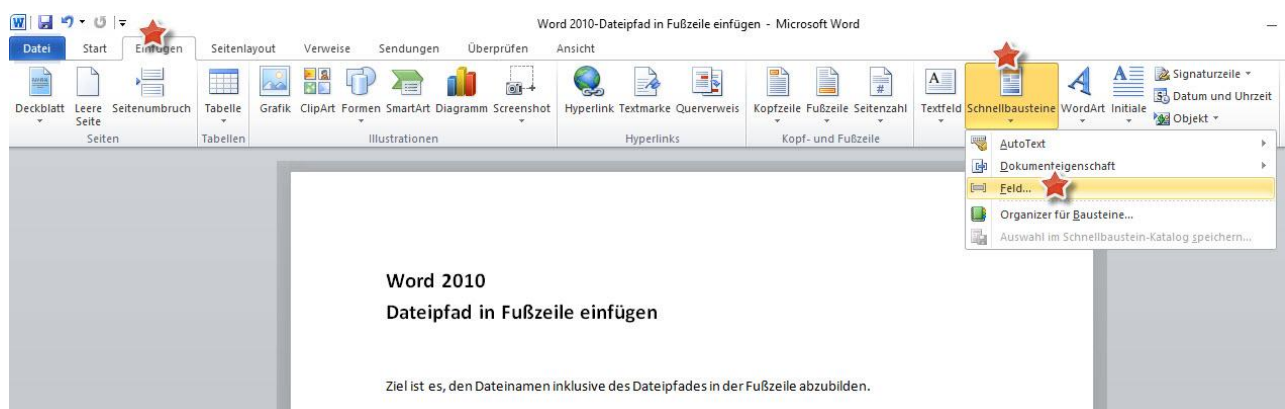 Word 2010-Dateipfad in Fußzeile einfügen - Microsoft Word
Datei Start Einfügen Seitenlayout Verweise Sendungen Überprüfen Ansicht
Deckblatt Leere Seite Seitenumbruch Tabelle Grafik ClipArt Formen SmartArt Diagramm Screenshot Hyperlink Textmarke Querverweis Kopfzeile Fußzeile Seitenzahl Textfeld Schnellbausteine WordArt Initiale
Signaturzeile
Datum und Uhrzeit
Objekt
Seiten Tabellen Illustrationen Hyperlinks Kopf- und Fußzeile
AutoText
Dokumenteigenschaft
Feld...
Organizer für Bausteine...
Auswahl im Schnellbaustein-Katalog speichern...
Word 2010
Dateipfad in Fußzeile einfügen
Ziel ist es, den Dateinamen inklusive des Dateipfades in der Fußzeile abzubilden.